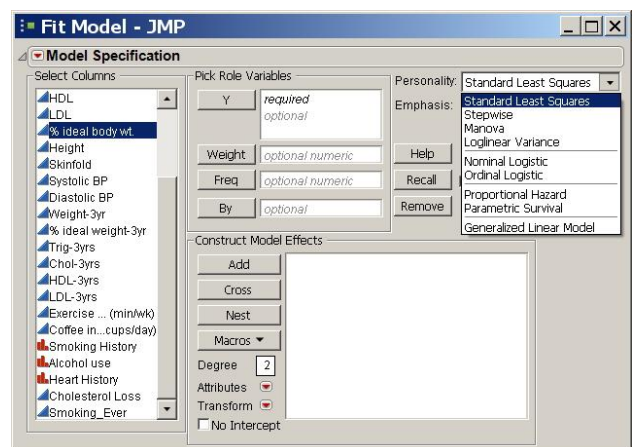 Fit Model - JMP
Model Specification
Select Columns
HDL
LDL
% ideal body wt.
Height
Skinfold
Systolic BP
Diastolic BP
Weight-3yr
% ideal weight-3yr
Trig-3yrs
Chol-3yrs
HDL-3yrs
LDL-3yrs
Exercise ... (min/wk)
Coffee in...cups/day)
Smoking History
Alcohol use
Heart History
Cholesterol Loss
Smoking_Ever
Pick Role Variables
Y required
optional
Weight optional numeric
Freq optional numeric
By optional
Personality: Standard Least Squares
Emphasis:
Help
Recall
Remove
Standard Least Squares
Stepwise
Manova
Loglinear Variance
Nominal Logistic
Ordinal Logistic
Proportional Hazard
Parametric Survival
Generalized Linear Model
Construct Model Effects
Add
Cross
Nest
Macros
Degree 2
Attributes
Transform
No Intercept